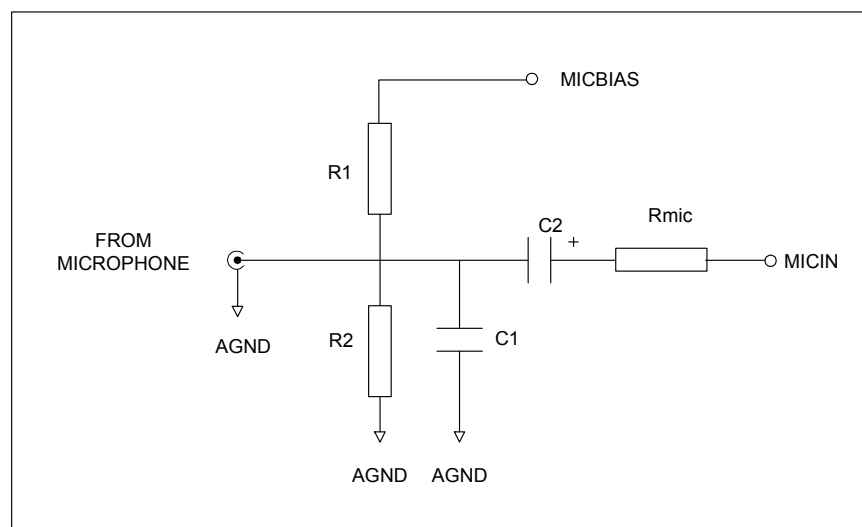 MICBIAS
R1
C2
+
Rmic
FROM
MICROPHONE
MICIN
AGND
R2
C1
AGND
AGND